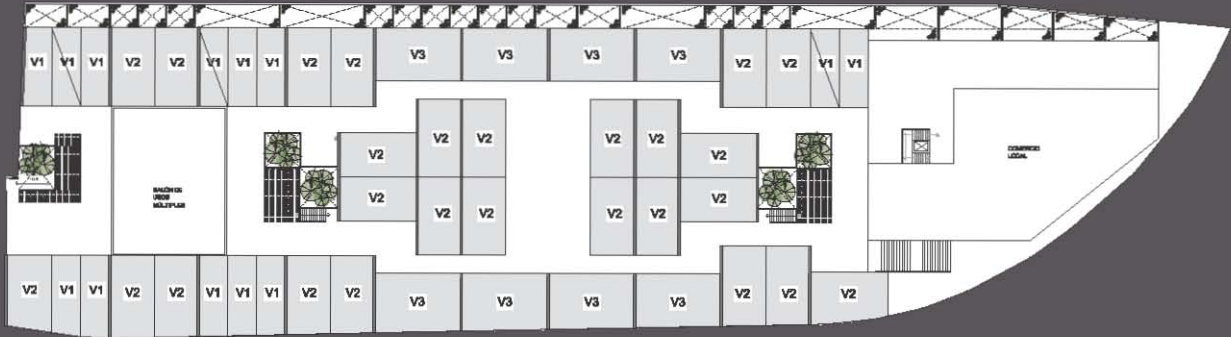 V3 V3 V3 V3
V1 V1 V1 V2 V2 V1 V1 V1 V2 V2 V2 V2 V1 V1
V2 V2 V2 V2
V2 V2
COMERCIO
LOCAL
SALÓN DE
USOS
MÚLTIPLES
V2 V2
V2 V2 V2 V2
V2 V1 V1 V2 V2 V1 V1 V1 V2 V2 V2 V2 V2
V3 V3 V3 V3